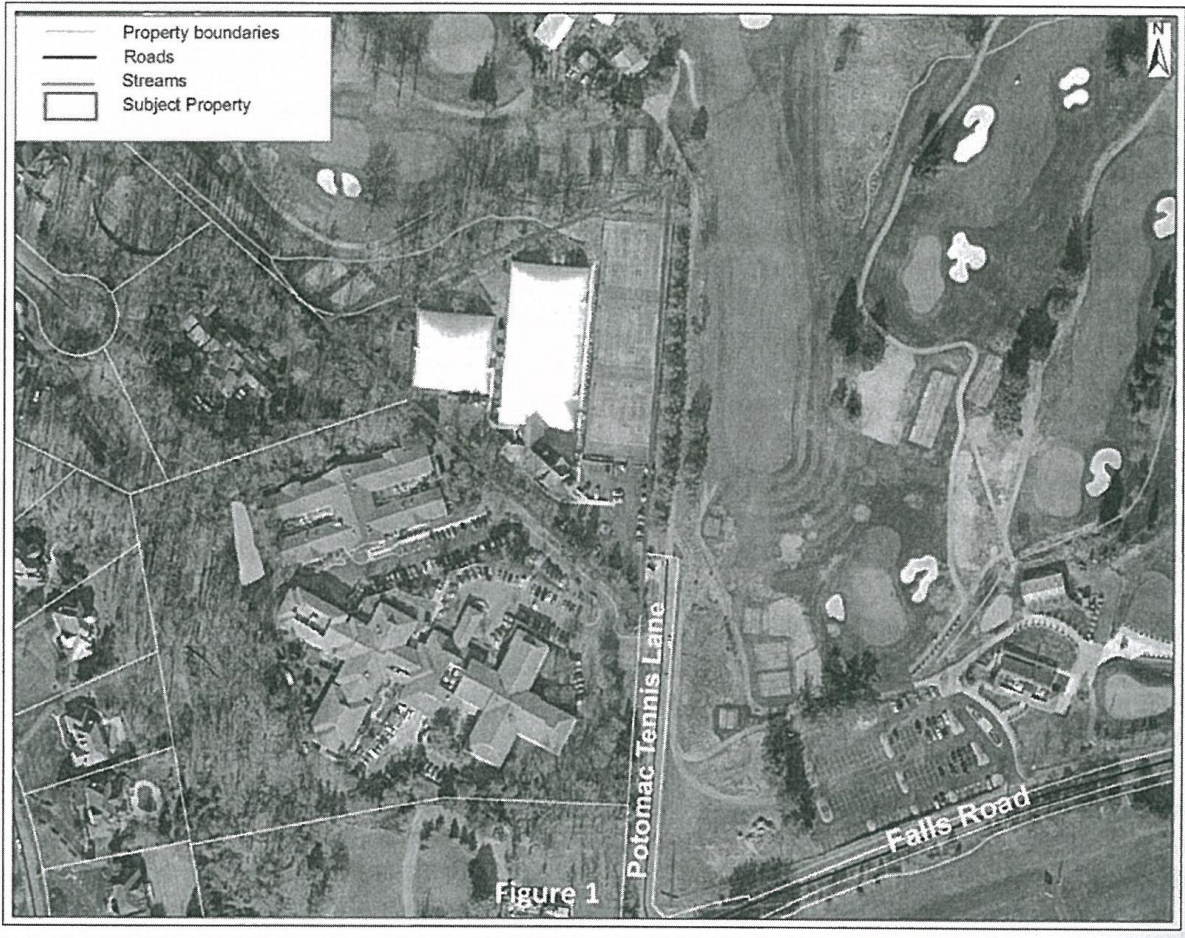 Property boundaries
Roads
Streams
Subject Property
N
Potomac Tennis Lane
Falls Road
Figure 1